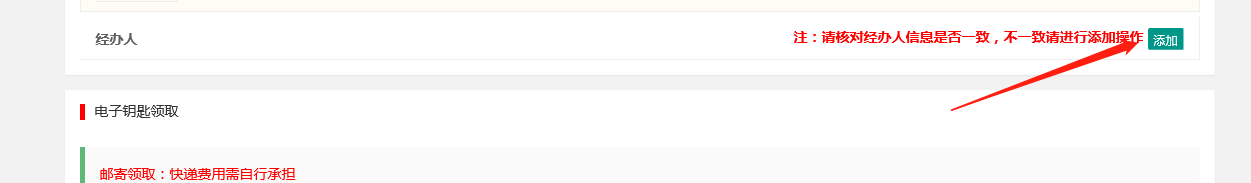 经办人
注：请核对经办人信息是否一致，不一致请进行添加操作 添加
电子钥匙领取
邮寄领取：快递费用需自行承担